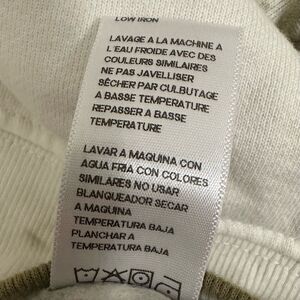 LOW IRON
LAVAGE A LA MACHINE A
L'EAU FROIDE AVEC DES
COULEURS SIMILAIRES
NE PAS JAVELLISER
SÉCHER PAR CULBUTAGE
A BASSE TEMPERATURE
REPASSER A BASSE
TEMPERATURE
LAVAR A MAQUINA CON
AGUA FRIA CON COLORES
SIMILARES NO USAR
BLANQUEADOR SECAR
A MAQUINA
TEMPERATURA BAJA
PLANCHAR A
TEMPERATURA BAJA